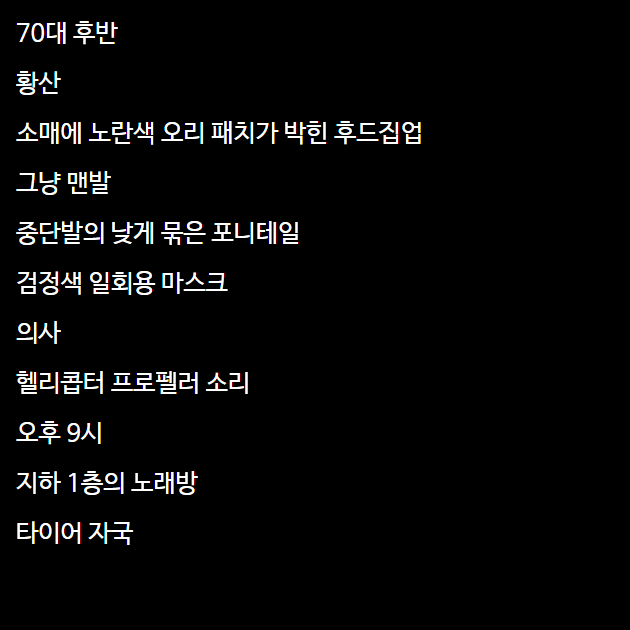 70대 후반
황산
소매에 노란색 오리 패치가 박힌 후드집업
그냥 맨발
중단발의 낮게 묶은 포니테일
검정색 일회용 마스크
의사
헬리콥터 프로펠러 소리
오후 9시
지하 1층의 노래방
타이어 자국